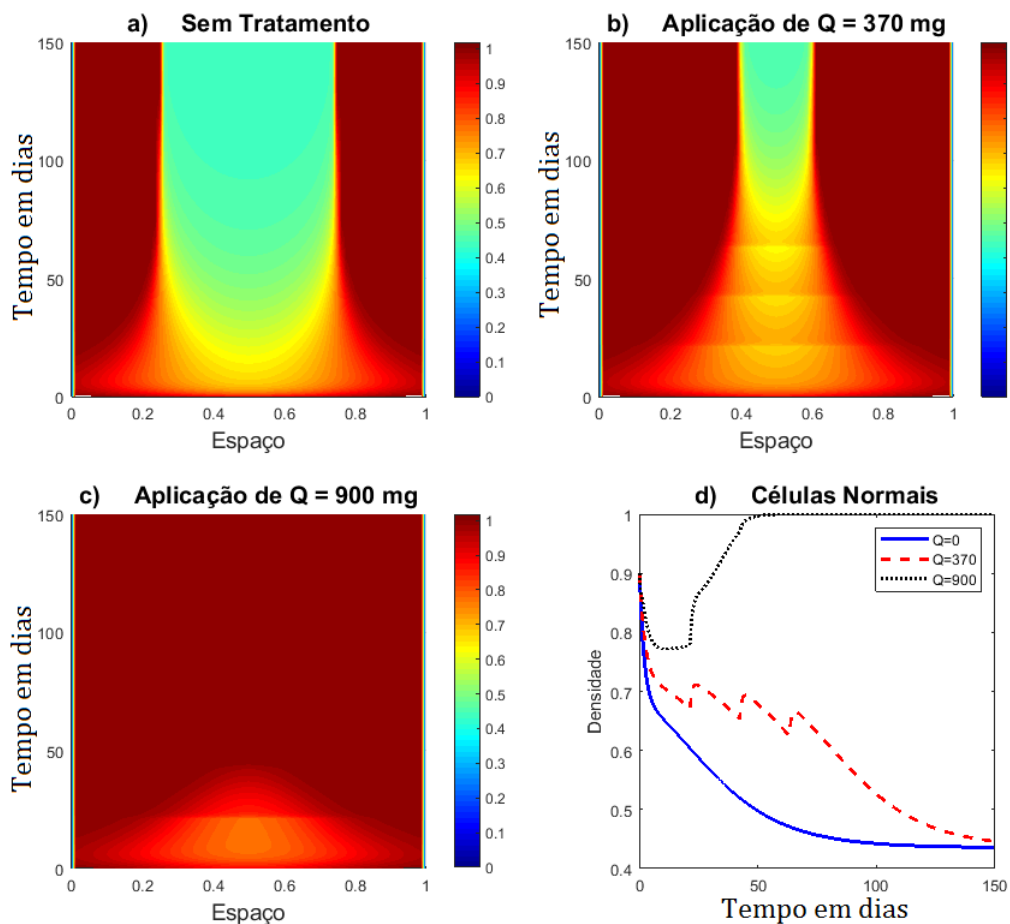 a) Sem Tratamento
150
100
50
0
Tempo em dias
0 0.2 0.4 0.6 0.8 1
Espaço
1
0.9
0.8
0.7
0.6
0.5
0.4
0.3
0.2
0.1
0
b) Aplicação de Q = 370 mg
150
100
50
0
Tempo em dias
0 0.2 0.4 0.6 0.8 1
Espaço
c) Aplicação de Q = 900 mg
150
100
50
0
Tempo em dias
0 0.2 0.4 0.6 0.8 1
Espaço
1
0.9
0.8
0.7
0.6
0.5
0.4
0.3
0.2
0.1
0
d) Células Normais
1
0.9
0.8
0.7
0.6
0.5
0.4
Densidade
Q=0
Q=370
Q=900
0 50 100 150
Tempo em dias